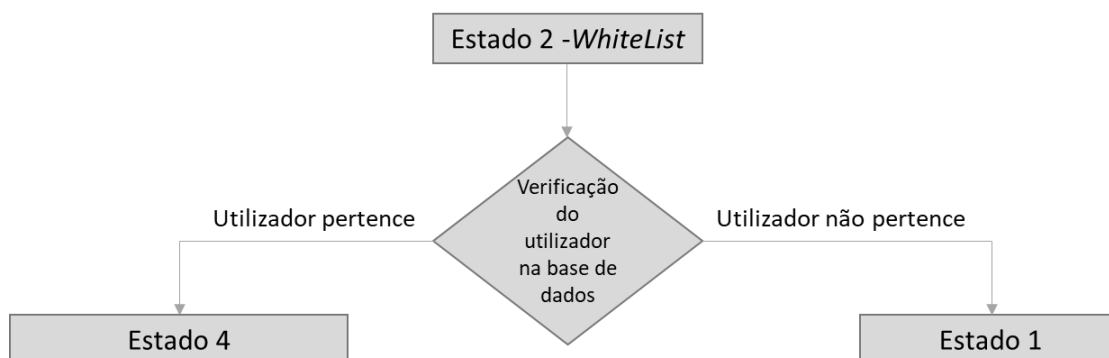 Estado 2 -WhiteList
Verificação
do
utilizador
na base de
dados
Utilizador pertence
Utilizador não pertence
Estado 4
Estado 1